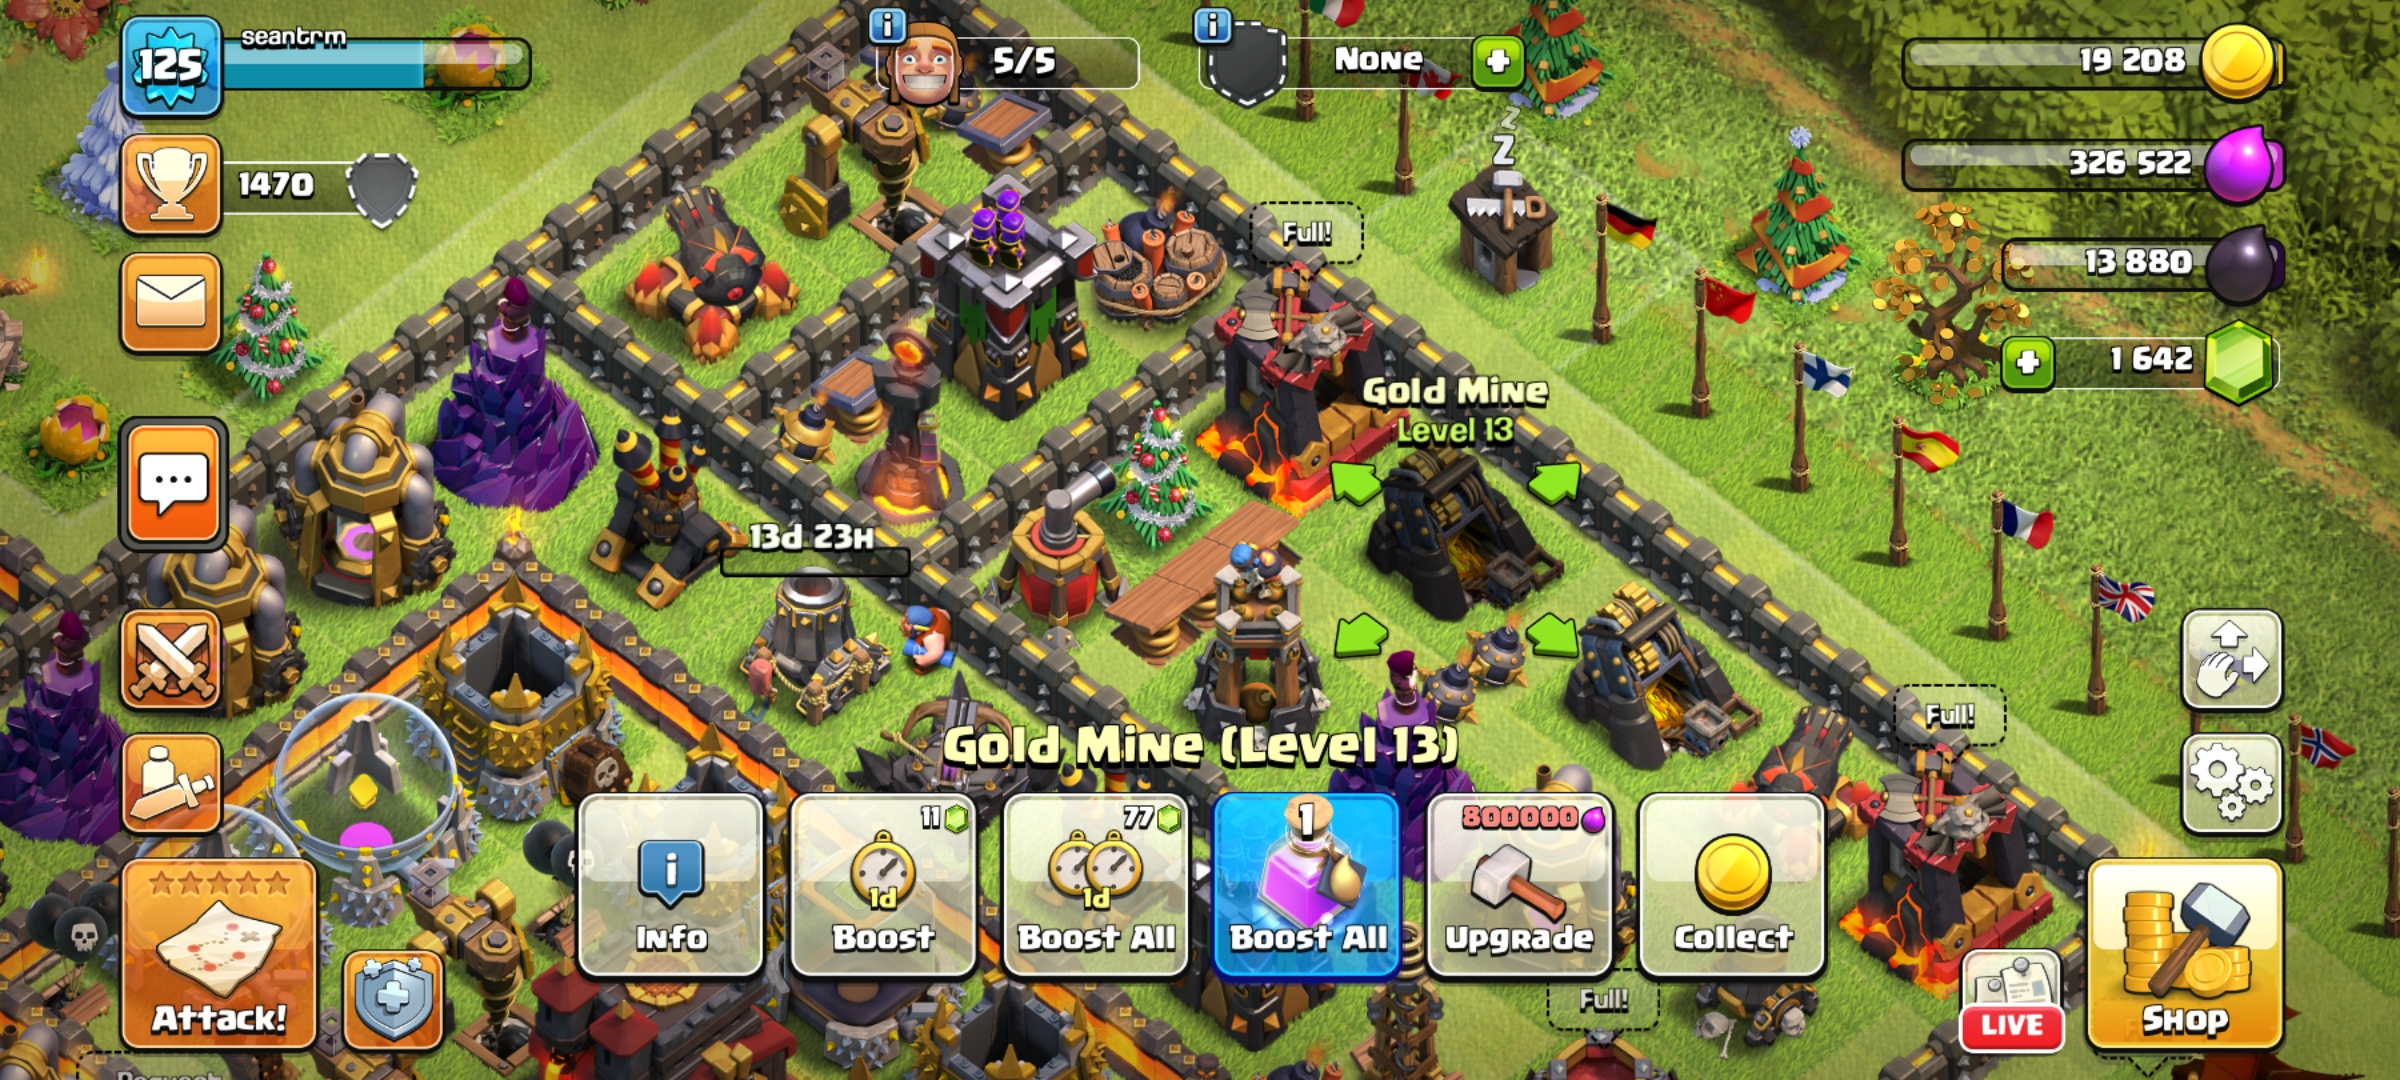 125
seantrm
i
5/5
i
None
19 208
1470
326 522
13 880
1 642
Z
Z
Full!
Gold Mine
Level 13
13d 23H
Full!
Gold Mine (Level 13)
i
Info
11
1d
Boost
77
1d
Boost All
1
Boost All
800000
Upgrade
Collect
Attack!
Full!
LIVE
Shop
Request